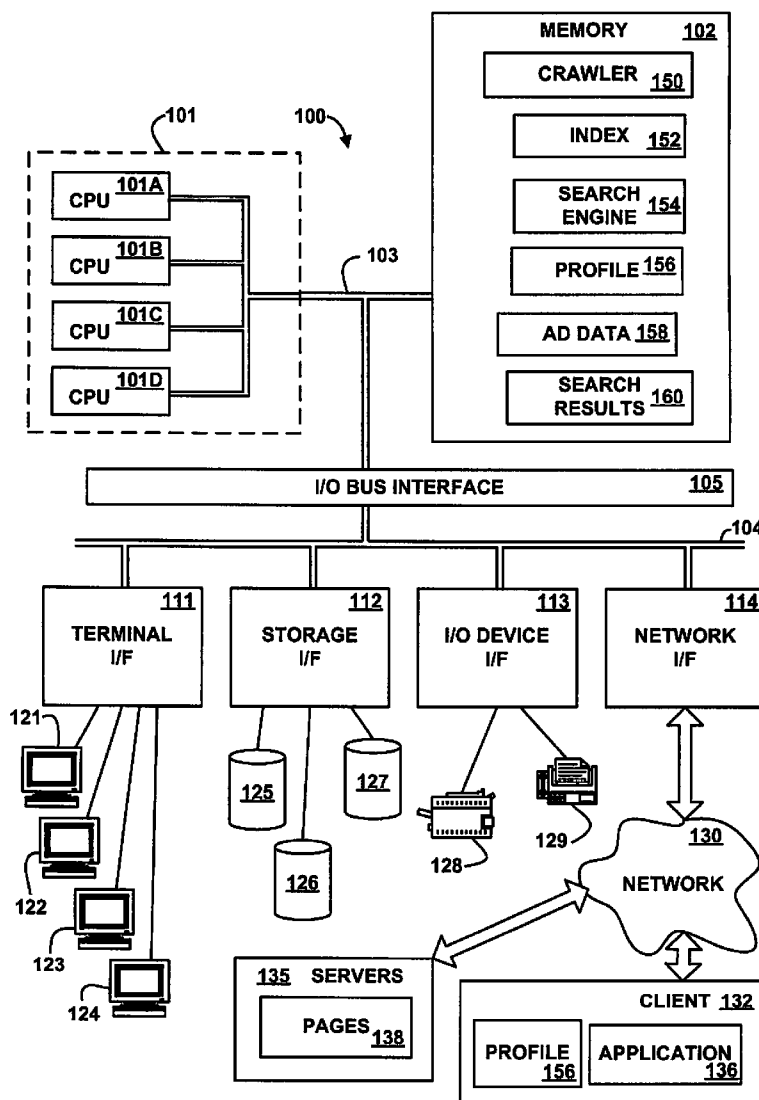 MEMORY 102
CRAWLER 150
INDEX 152
SEARCH
ENGINE 154
PROFILE 156
AD DATA 158
SEARCH
RESULTS 160
101
100
CPU 101A
CPU 101B
CPU 101C
CPU 101D
103
I/O BUS INTERFACE 105
104
111
TERMINAL
I/F
112
STORAGE
I/F
113
I/O DEVICE
I/F
114
NETWORK
I/F
121
122
123
124
125
126
127
128
129
130
NETWORK
135 SERVERS
PAGES 138
CLIENT 132
PROFILE
156
APPLICATION
136